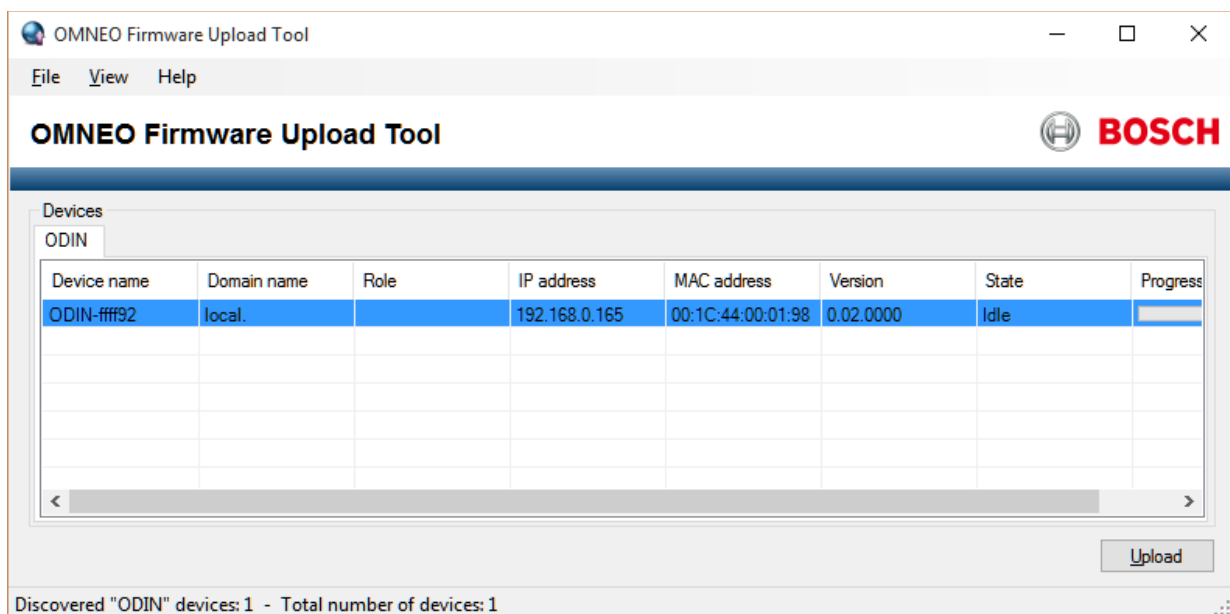 OMNEO Firmware Upload Tool
File View Help
OMNEO Firmware Upload Tool
BOSCH
Devices
ODIN
Device name Domain name Role IP address MAC address Version State Progress
ODIN-ffff92 local. 192.168.0.165 00:1C:44:00:01:98 0.02.0000 Idle
Upload
Discovered "ODIN" devices: 1 - Total number of devices: 1